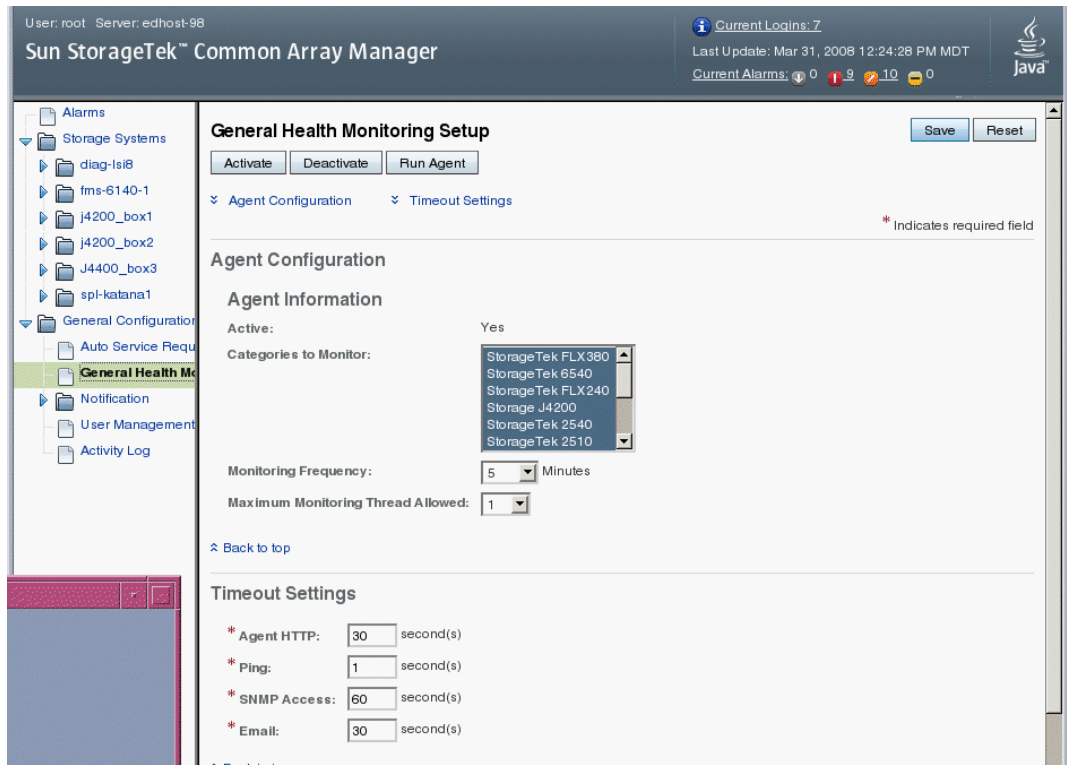 User: root Server: edhost-98
Sun StorageTek™ Common Array Manager
Current Logins: 7
Last Update: Mar 31, 2008 12:24:28 PM MDT
Current Alarms: 0 9 10 0
Java™
Alarms
Storage Systems
diag-lsi8
fms-6140-1
j4200_box1
j4200_box2
J4400_box3
spl-katana1
General Configuration
Auto Service Requ
General Health Mo
Notification
User Management
Activity Log
General Health Monitoring Setup
Save Reset
Activate Deactivate Run Agent
Agent Configuration Timeout Settings
* Indicates required field
Agent Configuration
Agent Information
Active: Yes
Categories to Monitor:
StorageTek FLX380
StorageTek 6540
StorageTek FLX240
Storage J4200
StorageTek 2540
StorageTek 2510
Monitoring Frequency: 5 Minutes
Maximum Monitoring Thread Allowed: 1
Back to top
Timeout Settings
* Agent HTTP: 30 second(s)
* Ping: 1 second(s)
* SNMP Access: 60 second(s)
* Email: 30 second(s)